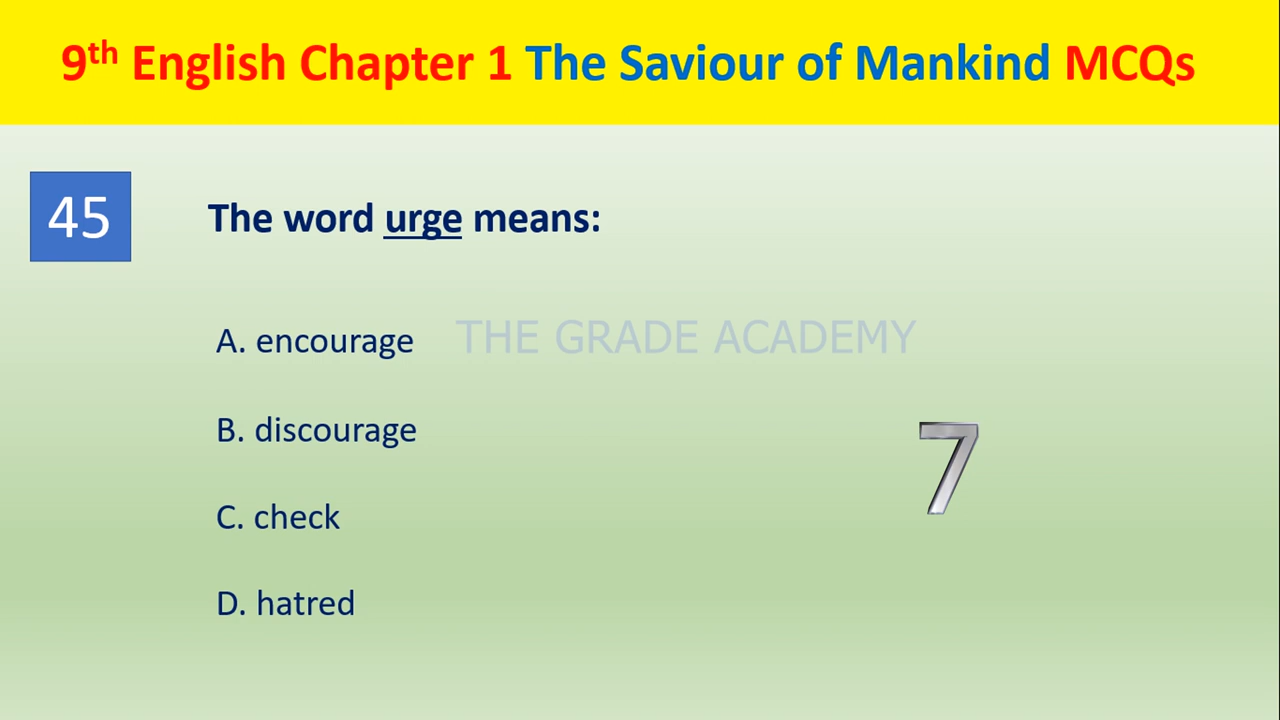 9th English Chapter 1 The Saviour of Mankind MCQs
45
The word urge means:
A. encourage
THE GRADE ACADEMY
B. discourage
7
C. check
D. hatred